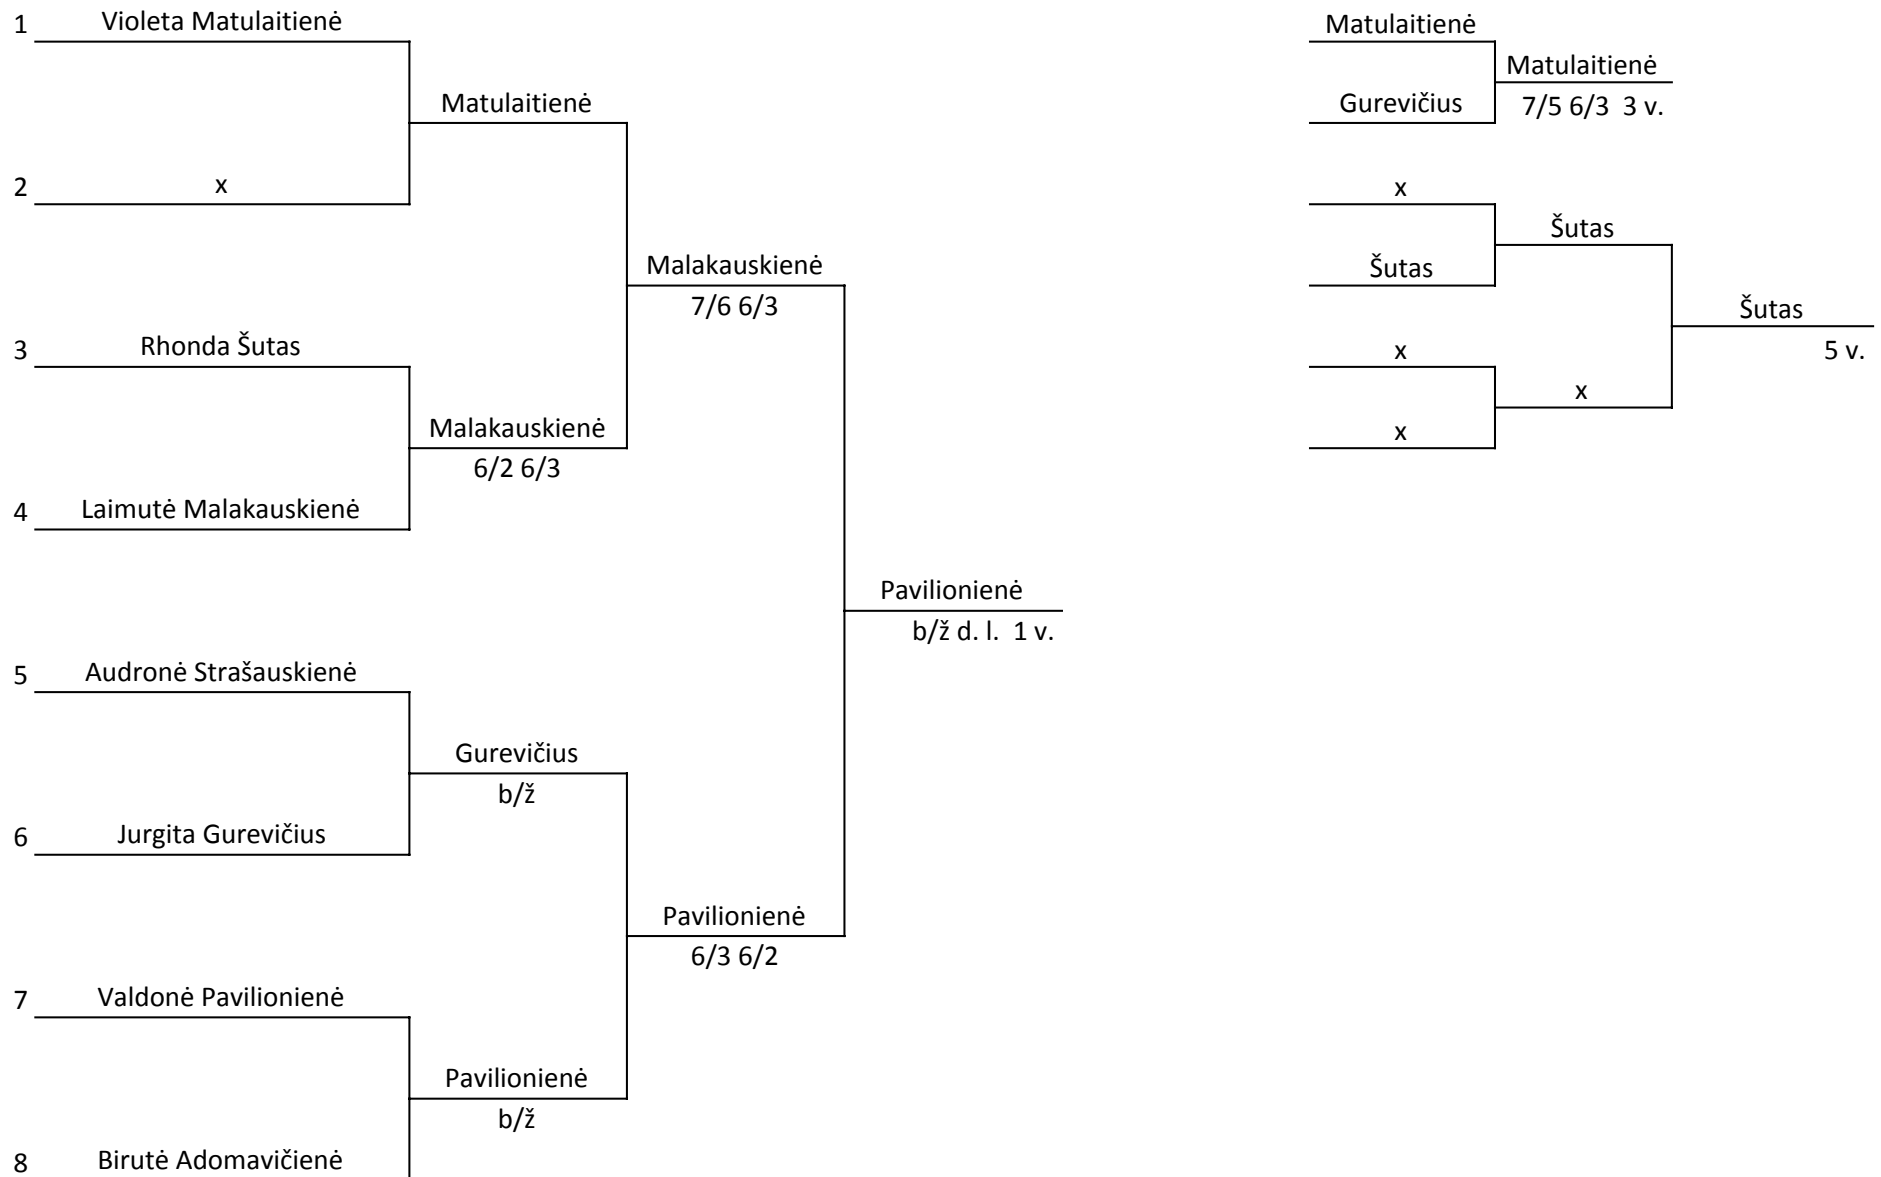 1 Violeta Matulaitienė
Matulaitienė
2 x
Malakauskienė
7/6 6/3
3 Rhonda Šutas
Malakauskienė
6/2 6/3
4 Laimutė Malakauskienė
Pavilionienė
b/ž d. l. 1 v.
5 Audronė Strašauskienė
Gurevičius
b/ž
6 Jurgita Gurevičius
Pavilionienė
6/3 6/2
7 Valdonė Pavilionienė
Pavilionienė
b/ž
8 Birutė Adomavičienė
Matulaitienė
Matulaitienė
Gurevičius
7/5 6/3 3 v.
x
Šutas
Šutas
Šutas
5 v.
x
x
x